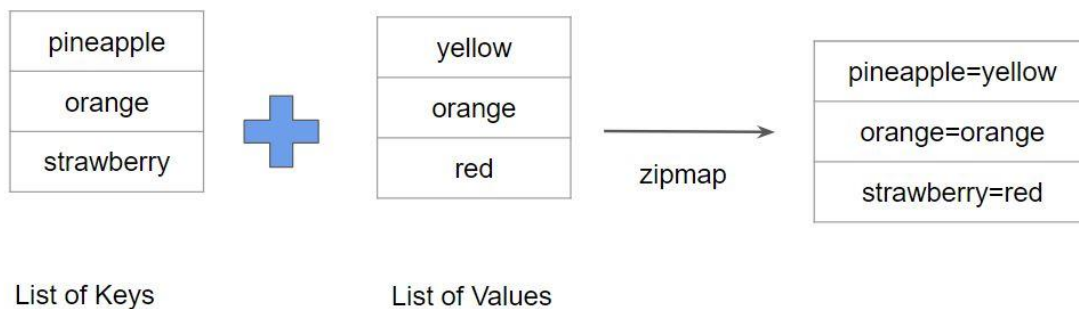 pineapple
orange
strawberry
yellow
orange
red
zipmap
pineapple=yellow
orange=orange
strawberry=red
List of Keys
List of Values